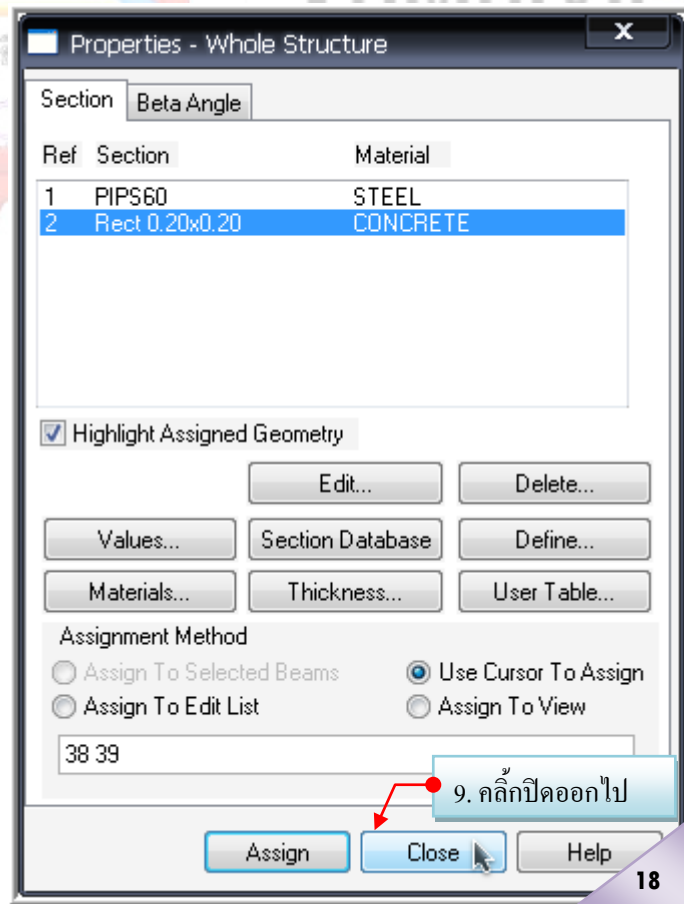 Properties - Whole Structure
x
Section Beta Angle
Ref Section Material
1 PIPS60 STEEL
2 Rect 0.20x0.20 CONCRETE
Highlight Assigned Geometry
Edit... Delete...
Values... Section Database Define...
Materials... Thickness... User Table...
Assignment Method
Assign To Selected Beams Use Cursor To Assign
Assign To Edit List Assign To View
38 39
9. คลิ้กปิดออกไป
Assign Close Help
18